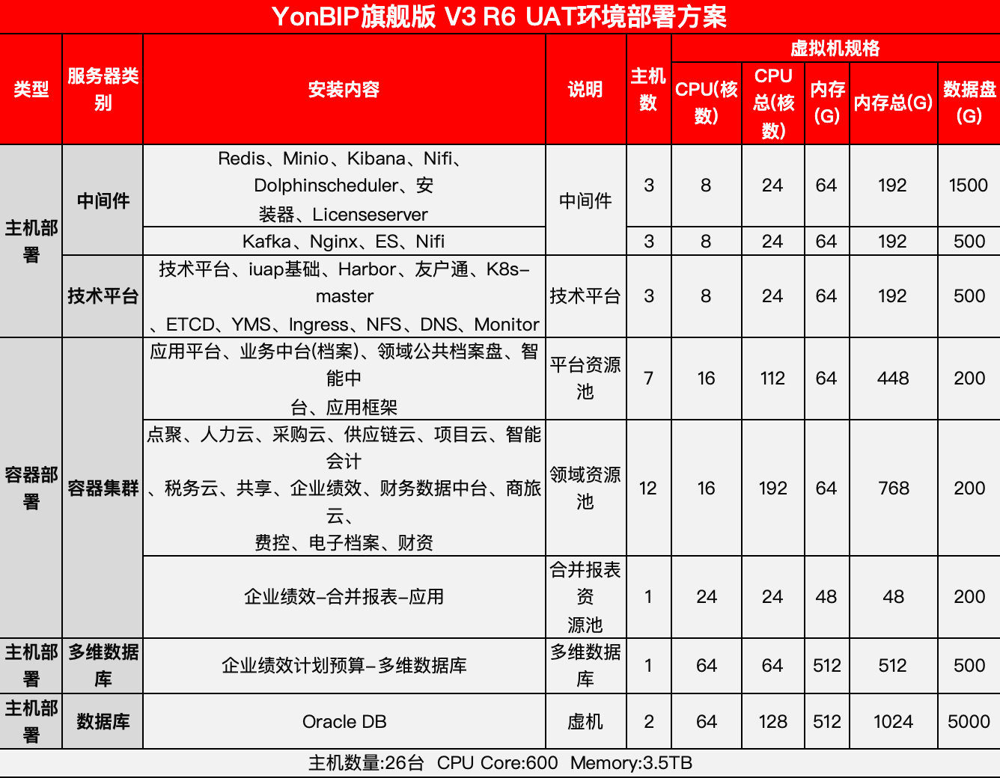 YonBIP旗舰版 V3 R6 UAT环境部署方案
类型
服务器类
别
安装内容
说明
主机
数
虚拟机规格
CPU(核
数)
CPU
总(核
数)
内存
(G)
内存总(G)
数据盘
(G)
主机部
署
中间件
Redis、Minio、Kibana、Nifi、
Dolphinscheduler、安
装器、Licenseserver
中间件
3
8
24
64
192
1500
Kafka、Nginx、ES、Nifi
3
8
24
64
192
500
技术平台
技术平台、iuap基础、Harbor、友户通、K8s-
master
、ETCD、YMS、Ingress、NFS、DNS、Monitor
技术平台
3
8
24
64
192
500
容器部
署
容器集群
应用平台、业务中台(档案)、领域公共档案盘、智
能中
台、应用框架
平台资源
池
7
16
112
64
448
200
点聚、人力云、采购云、供应链云、项目云、智能
会计
、税务云、共享、企业绩效、财务数据中台、商旅
云、
费控、电子档案、财资
领域资源
池
12
16
192
64
768
200
企业绩效-合并报表-应用
合并报表
资
源池
1
24
24
48
48
200
主机部
署
多维数据
库
企业绩效计划预算-多维数据库
多维数据
库
1
64
64
512
512
500
主机部
署
数据库
Oracle DB
虚机
2
64
128
512
1024
5000
主机数量:26台 CPU Core:600 Memory:3.5TB